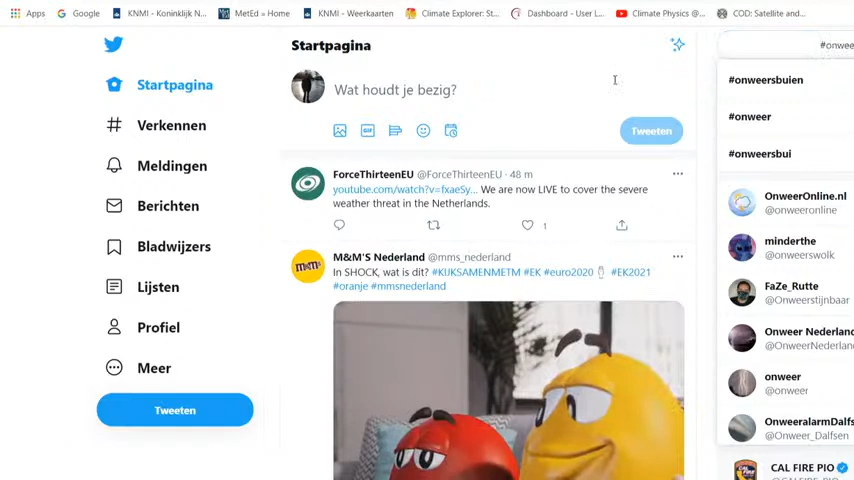 Apps
Google
KNMI - Koninklijk N...
MetEd » Home
KNMI - Weerkaarten
Climate Explorer: St...
Dashboard - User L...
Climate Physics @...
COD: Satellite and...
Startpagina
Verkennen
Meldingen
Berichten
Bladwijzers
Lijsten
Profiel
Meer
Tweeten
Startpagina
Wat houdt je bezig?
GIF
Tweeten
ForceThirteenEU @ForceThirteenEU · 48 m
youtube.com/watch?v=fxaeSy... We are now LIVE to cover the severe
weather threat in the Netherlands.
1
M&M'S Nederland @mms_nederland
In SHOCK, wat is dit? #KIJKSAMENMETM #EK #euro2020 #EK2021
#oranje #mmsnederland
#onwee
#onweersbuien
#onweer
#onweersbui
OnweerOnline.nl
@onweeronline
minderthe
@onweerswolk
FaZe_Rutte
@Onweerstijnbaar
Onweer Nederland
@OnweerNederlan
onweer
@onweer
OnweeralarmDalfs
@Onweer_Dalfsen
CAL FIRE PIO